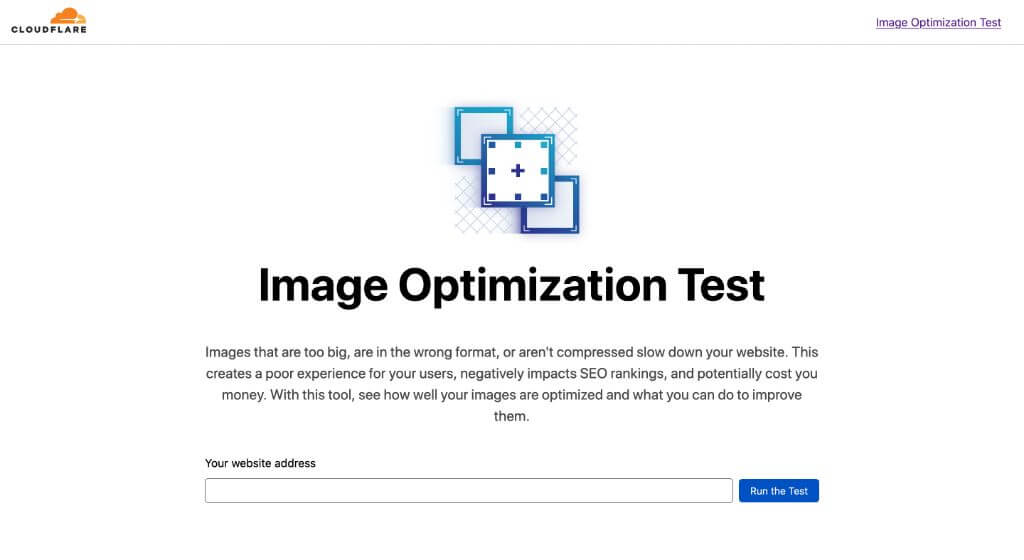 CLOUDFLARE
Image Optimization Test
Image Optimization Test
Images that are too big, are in the wrong format, or aren't compressed slow down your website. This
creates a poor experience for your users, negatively impacts SEO rankings, and potentially cost you
money. With this tool, see how well your images are optimized and what you can do to improve
them.
Your website address
Run the Test